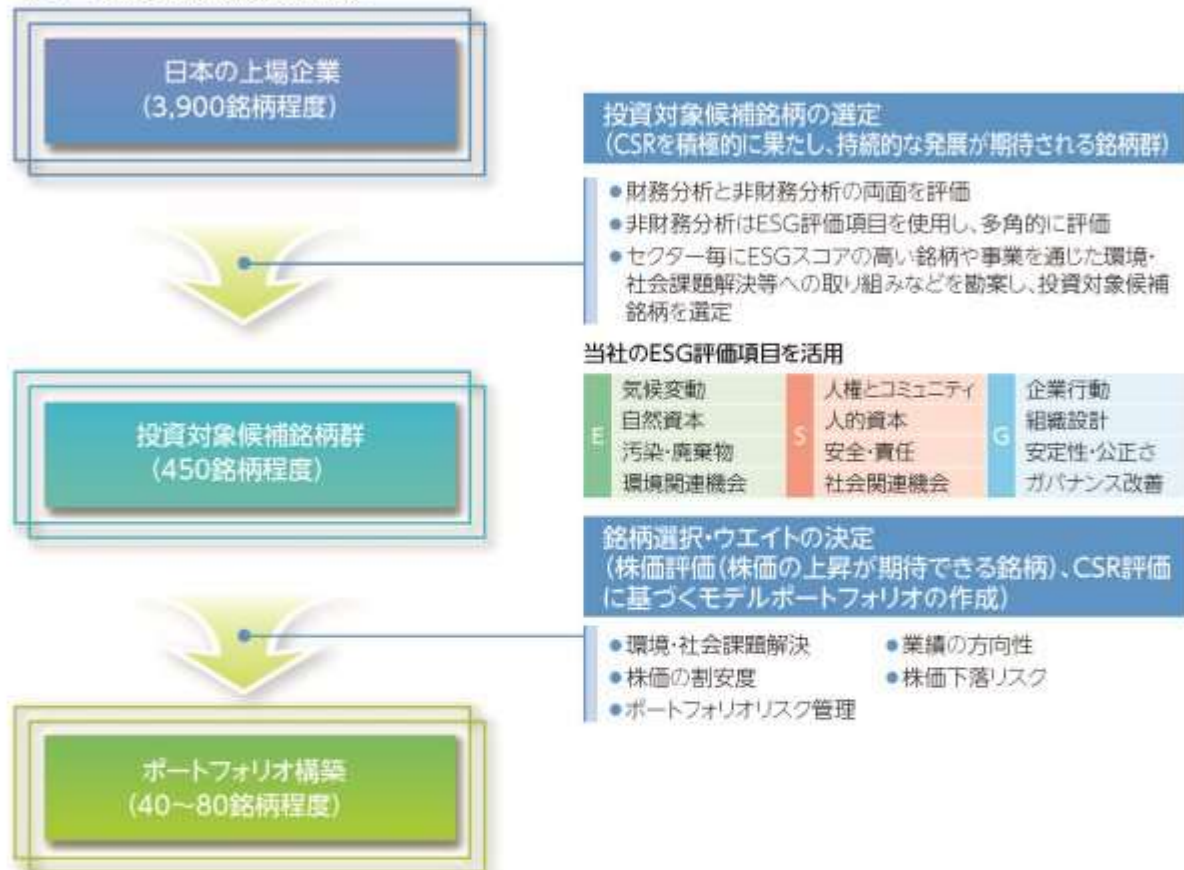 日本の上場企業
(3,900銘柄程度)
投資対象候補銘柄の選定
(CSRを積極的に果たし、持続的な発展が期待される銘柄群)
●財務分析と非財務分析の両面を評価
●非財務分析はESG評価項目を使用し、多角的に評価
●セクター毎にESGスコアの高い銘柄や事業を通じた環境・
社会課題解決等への取り組みなどを勘案し、投資対象候補
銘柄を選定
当社のESG評価項目を活用
E
気候変動
自然資本
汚染・廃棄物
環境関連機会
S
人権とコミュニティ
人的資本
安全・責任
社会関連機会
G
企業行動
組織設計
安定性・公正さ
ガバナンス改善
投資対象候補銘柄群
(450銘柄程度)
銘柄選択・ウエイトの決定
(株価評価(株価の上昇が期待できる銘柄)、CSR評価
に基づくモデルポートフォリオの作成)
●環境・社会課題解決
●業績の方向性
●株価の割安度
●株価下落リスク
●ポートフォリオリスク管理
ポートフォリオ構築
(40~80銘柄程度)